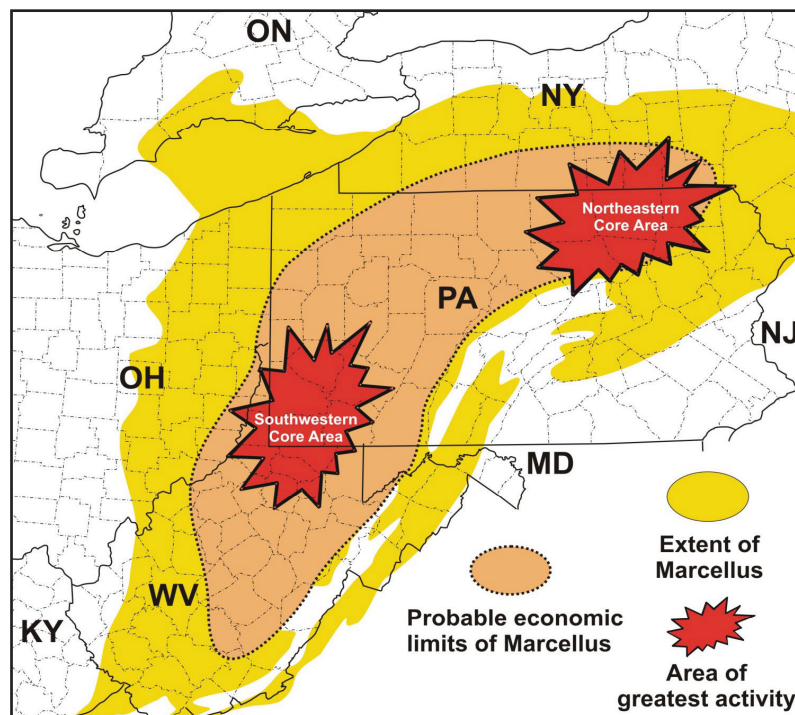 ON
NY
Northeastern
Core Area
PA
NJ
OH
Southwestern
Core Area
MD
WV
KY
Extent of
Marcellus
Probable economic
limits of Marcellus
Area of
greatest activity